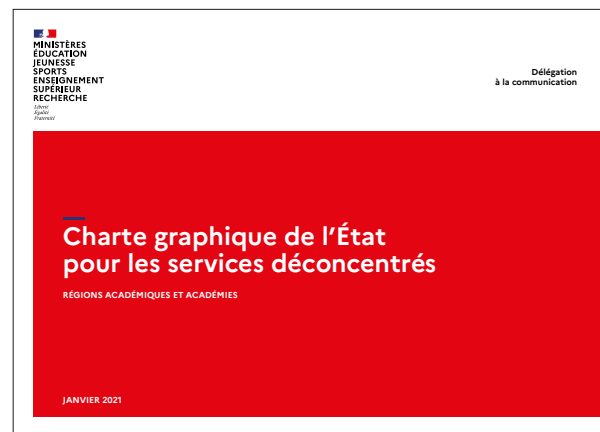 MINISTÈRES
ÉDUCATION
JEUNESSE
SPORTS
ENSEIGNEMENT
SUPÉRIEUR
RECHERCHE
Liberté
Égalité
Fraternité
Délégation
à la communication
Charte graphique de l'État
pour les services déconcentrés
RÉGIONS ACADÉMIQUES ET ACADÉMIES
JANVIER 2021